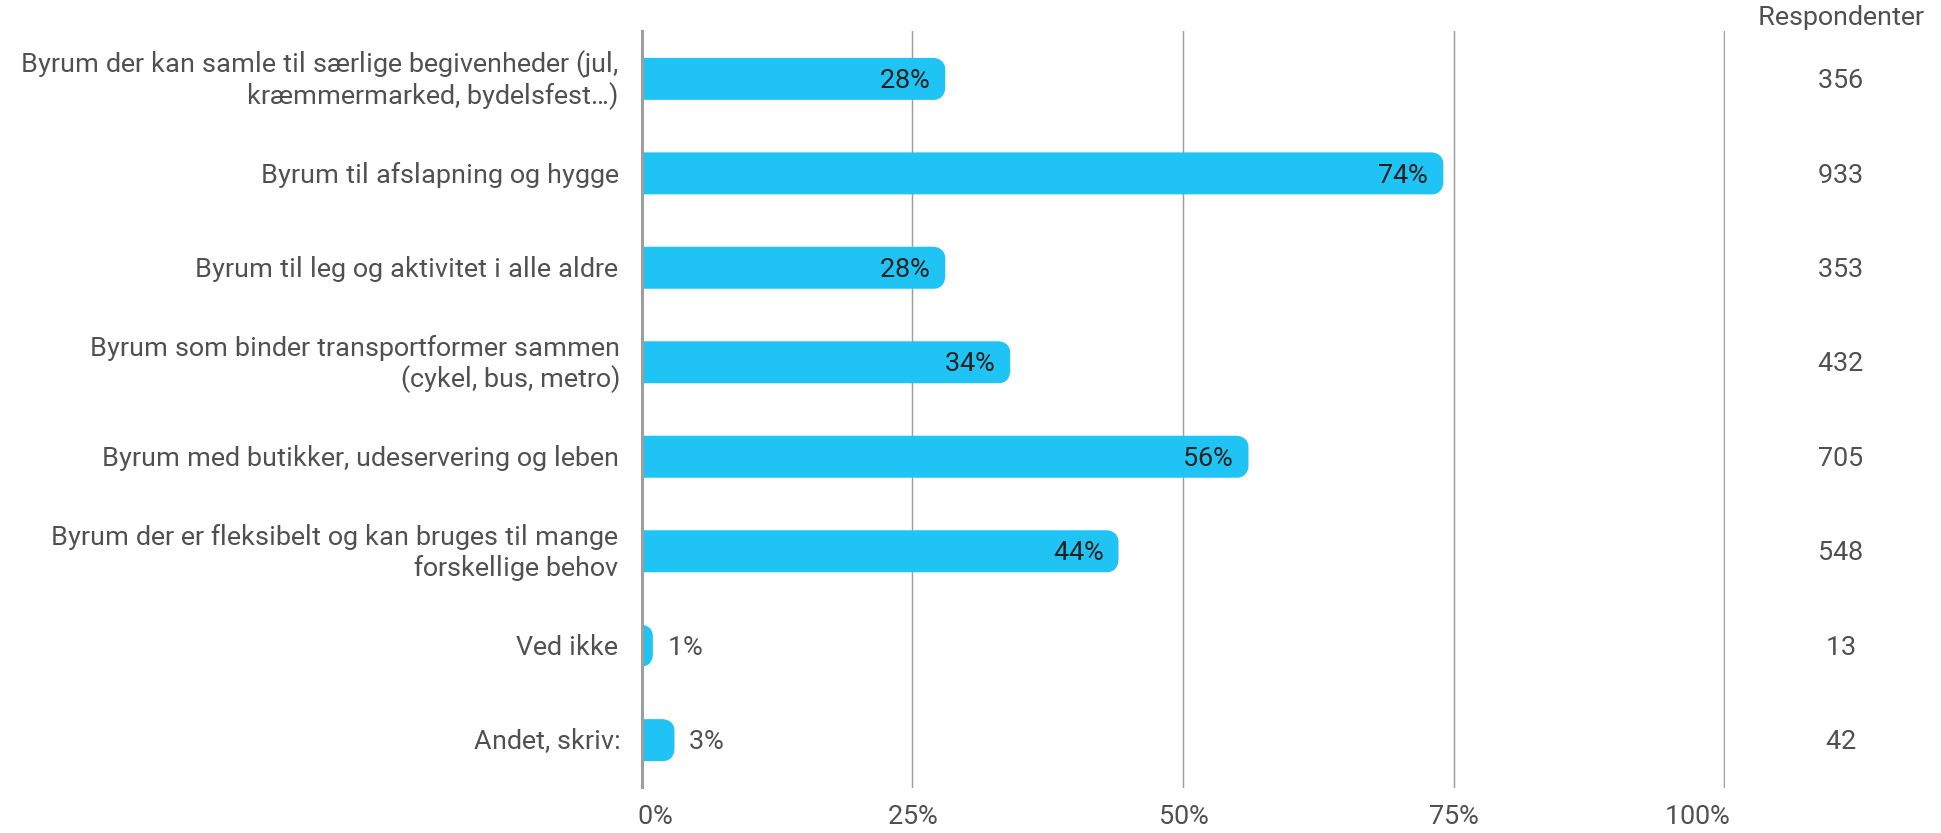 Respondenter
Byrum der kan samle til særlige begivenheder (jul,
kræmmermarked, bydelsfest...)
28%
356
Byrum til afslapning og hygge
74%
933
Byrum til leg og aktivitet i alle aldre
28%
353
Byrum som binder transportformer sammen
(cykel, bus, metro)
34%
432
Byrum med butikker, udeservering og leben
56%
705
Byrum der er fleksibelt og kan bruges til mange
forskellige behov
44%
548
Ved ikke
1%
13
Andet, skriv:
3%
42
0% 25% 50% 75% 100%